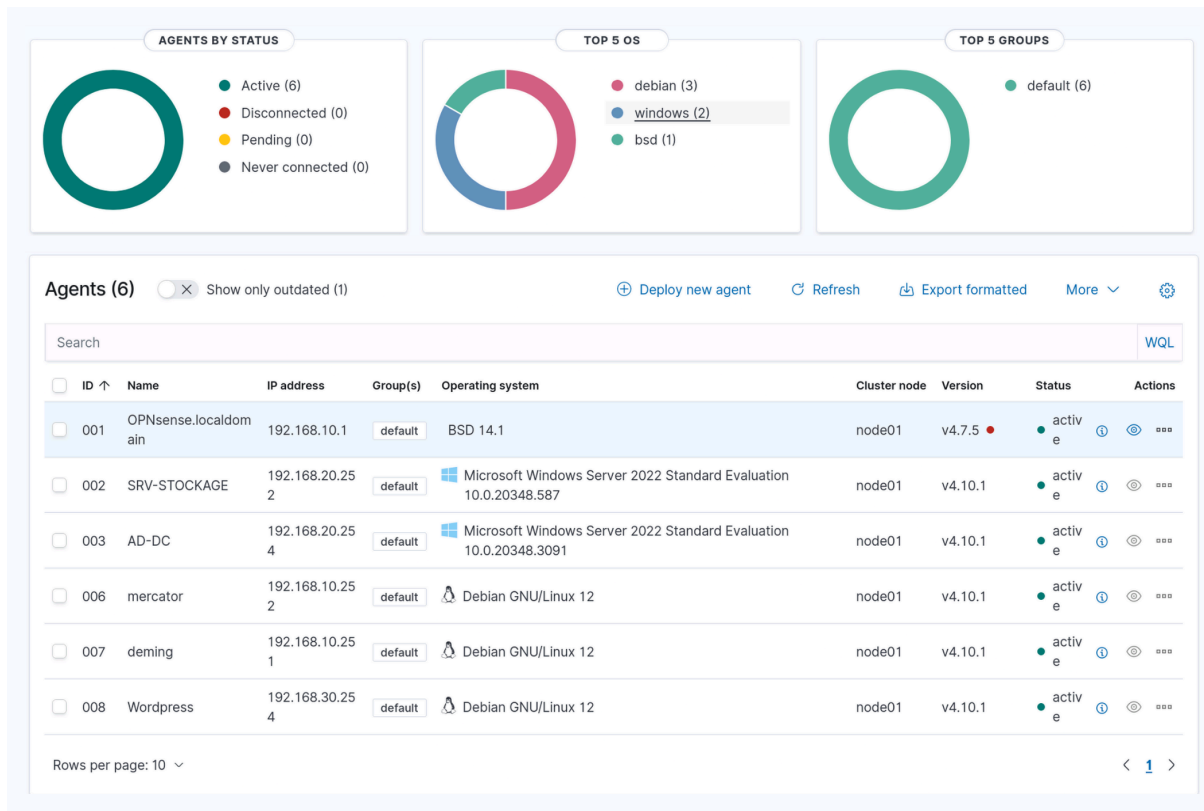 AGENTS BY STATUS
Active (6)
Disconnected (0)
Pending (0)
Never connected (0)
TOP 5 OS
debian (3)
windows (2)
bsd (1)
TOP 5 GROUPS
default (6)
Agents (6)
Show only outdated (1)
Deploy new agent
Refresh
Export formatted
More
Search
WQL
ID Name IP address Group(s) Operating system Cluster node Version Status Actions
001 OPNsense.localdom 192.168.10.1 default BSD 14.1 node01 v4.7.5 activ
ain e
002 SRV-STOCKAGE 192.168.20.25 default Microsoft Windows Server 2022 Standard Evaluation node01 v4.10.1 activ
2 10.0.20348.587 e
003 AD-DC 192.168.20.25 default Microsoft Windows Server 2022 Standard Evaluation node01 v4.10.1 activ
4 10.0.20348.3091 e
006 mercator 192.168.10.25 default Debian GNU/Linux 12 node01 v4.10.1 activ
2 e
007 deming 192.168.10.25 default Debian GNU/Linux 12 node01 v4.10.1 activ
1 e
008 Wordpress 192.168.30.25 default Debian GNU/Linux 12 node01 v4.10.1 activ
4 e
Rows per page: 10
1